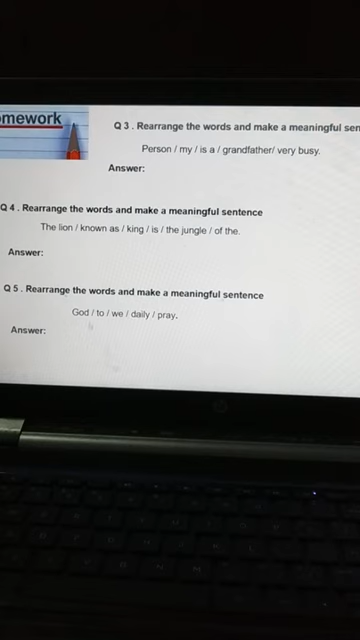 mework
Q 3 . Rearrange the words and make a meaningful sen
Person / my / is a / grandfather/ very busy.
Answer:
Q 4 . Rearrange the words and make a meaningful sentence
The lion / known as / king / is / the jungle / of the.
Answer:
Q 5 . Rearrange the words and make a meaningful sentence
God / to / we / daily / pray.
Answer: